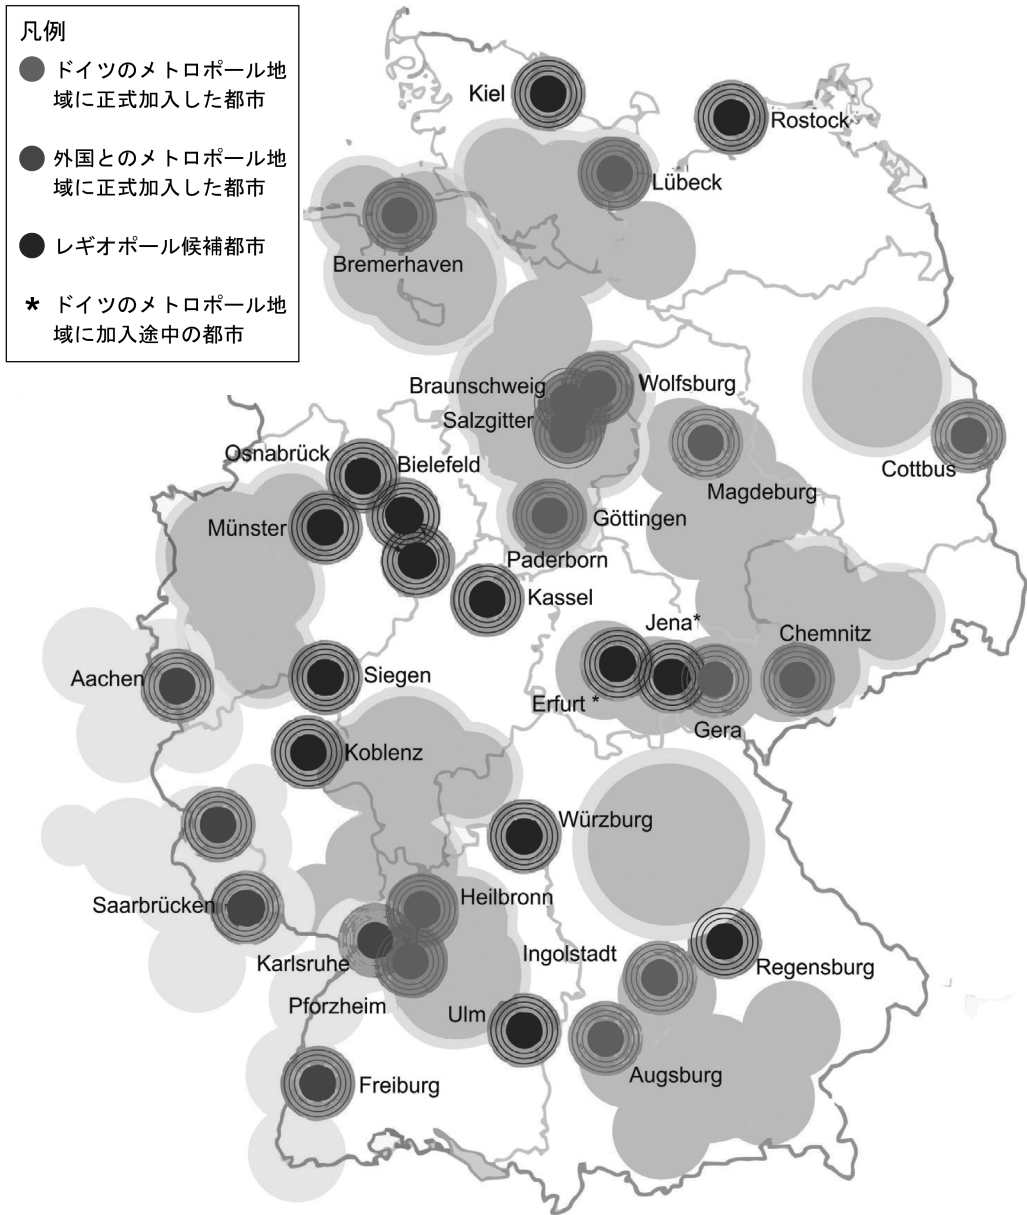 凡例
ドイツのメトロポール地
域に正式加入した都市
外国とのメトロポール地
域に正式加入した都市
レギオポール候補都市
* ドイツのメトロポール地
域に加入途中の都市
Kiel
Rostock
Lübeck
Bremerhaven
Braunschweig
Wolfsburg
Salzgitter
Osnabrück
Bielefeld
Cottbus
Magdeburg
Münster
Göttingen
Paderborn
Kassel
Jena*
Chemnitz
Aachen
Siegen
Erfurt *
Gera
Koblenz
Würzburg
Heilbronn
Saarbrücken
Ingolstadt
Karlsruhe
Regensburg
Pforzheim
Ulm
Augsburg
Freiburg